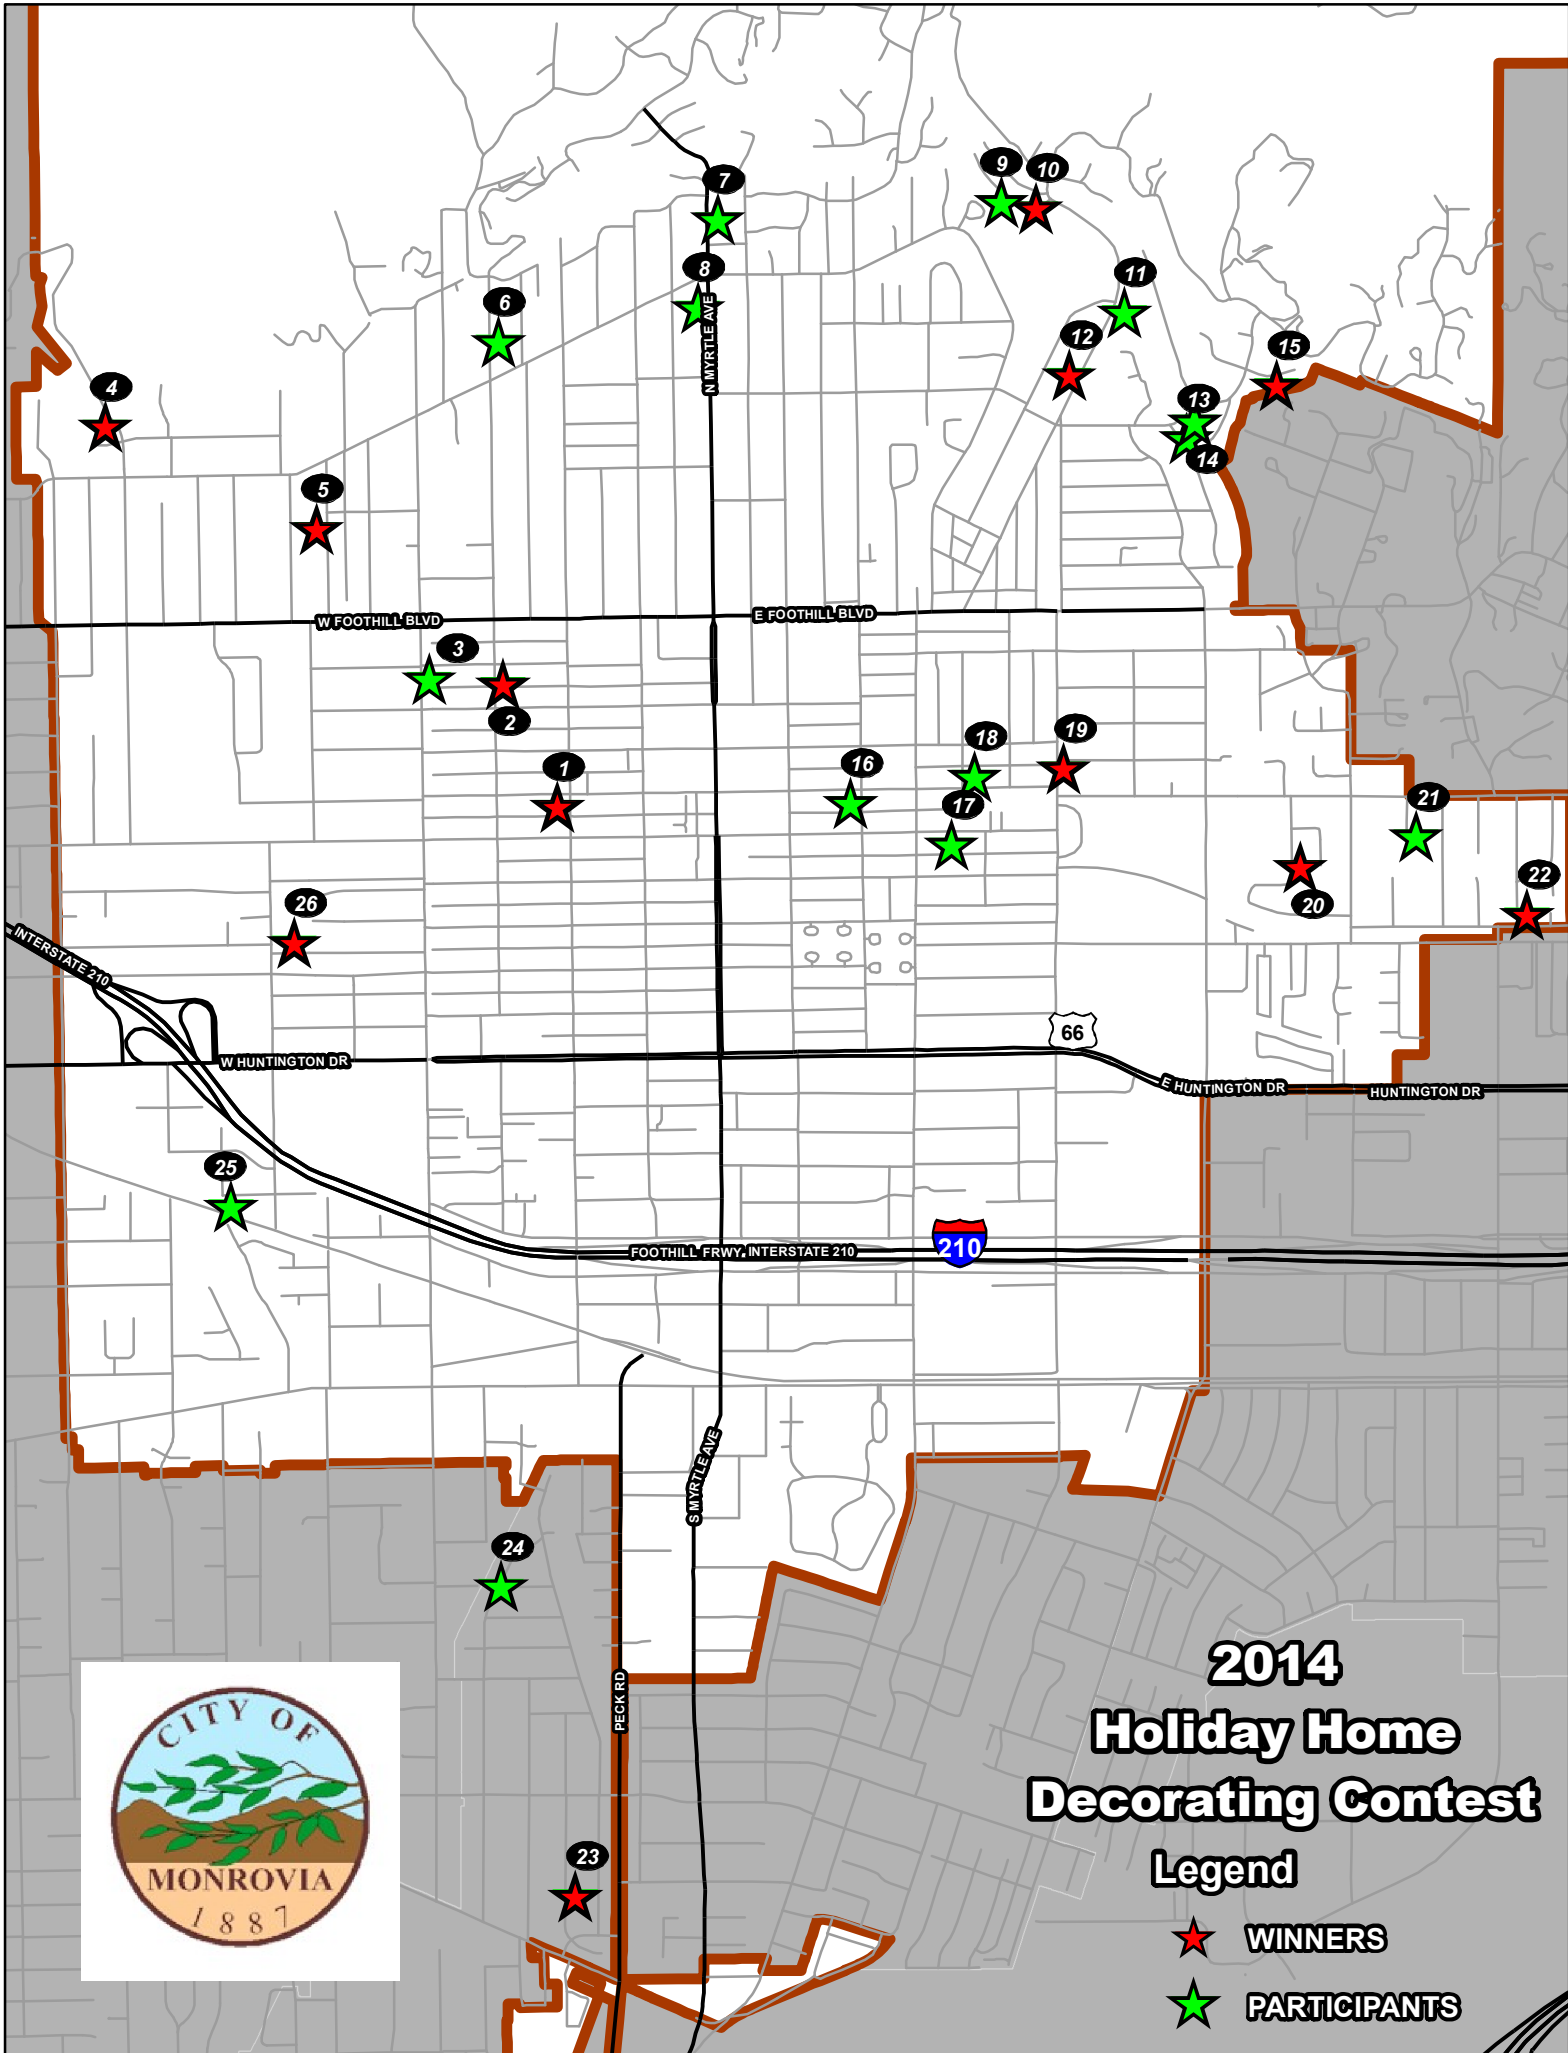 9
10
7
8
11
6
12
15
4
13
14
5
N MYRTLE AVE
W FOOTHILL BLVD
E FOOTHILL BLVD
3
2
18
19
1
16
17
21
20
22
26
INTERSTATE 210
66
W HUNTINGTON DR
E HUNTINGTON DR
HUNTINGTON DR
25
FOOTHILL FRWY, INTERSTATE 210
210
S MYRTLE AVE
24
PECK RD
23
CITY OF
MONROVIA
1887
2014
Holiday Home
Decorating Contest
Legend
WINNERS
PARTICIPANTS